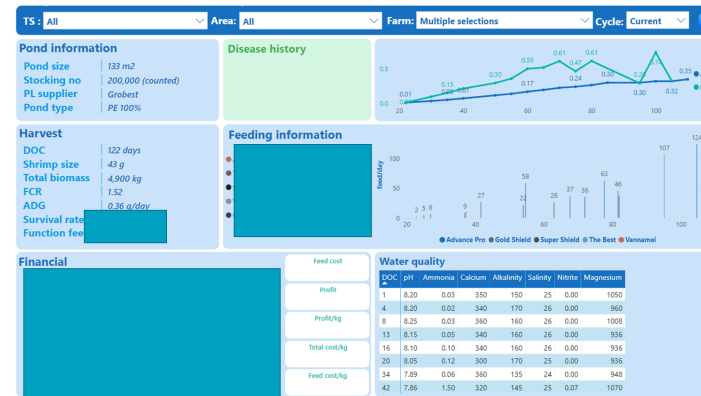 TS : All Area: All Farm: Multiple selections Cycle: Current
Pond information
Pond size 133 m2
Stocking no 200,000 (counted)
PL supplier Grobest
Pond type PE 100%
Disease history
0.5
0.0
0.01
0.15
0.07
0.30
0.50
0.17
0.61
0.47
0.24
0.61
0.30
0.74
0.30
0.32
0.35
20 40 60 80 100
Harvest
DOC 122 days
Shrimp size 43 g
Total biomass 4,900 kg
FCR 1.52
ADG 0.36 g/day
Survival rate
Function fee
Feeding information
feed/day
100
50
0
2 5 6 9 27 58 22 26 37 36 63 46 107 124
20 40 60 80 100
Advance Pro Gold Shield Super Shield The Best Vannamei
Financial
Feed cost
Profit
Profit/kg
Total cost/kg
Feed cost/kg
Water quality
DOC pH Ammonia Calcium Alkalinity Salinity Nitrite Magnesium
1 8.20 0.03 350 150 25 0.00 1050
4 8.20 0.02 340 170 26 0.00 960
8 8.25 0.03 360 160 26 0.00 1008
13 8.15 0.05 340 160 26 0.00 936
16 8.10 0.10 340 160 26 0.00 936
20 8.05 0.12 300 170 25 0.00 936
34 7.89 0.06 360 135 24 0.00 948
42 7.86 1.50 320 145 25 0.07 1070